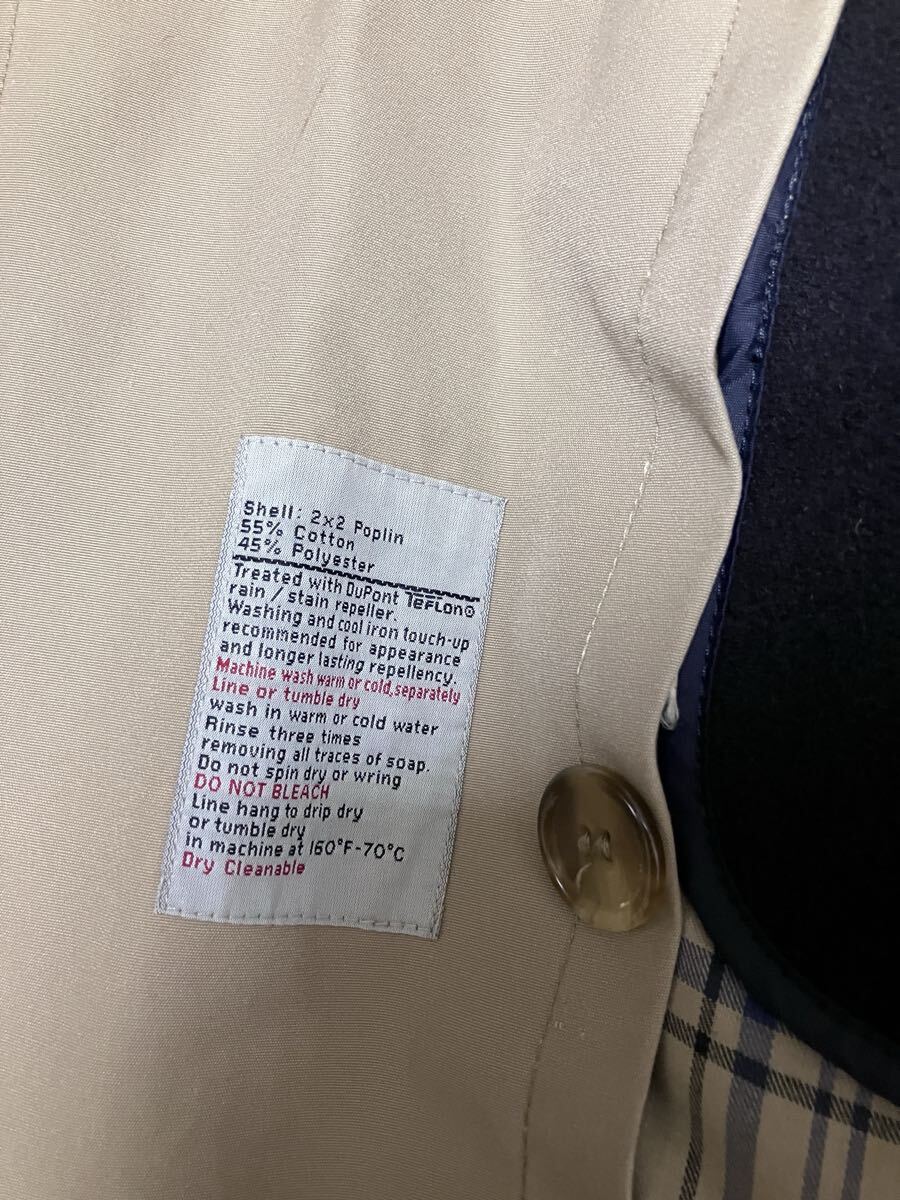 Shell: 2x2 Poplin
55% Cotton
45% Polyester
Treated with DuPont TEFLON®
rain / stain repeller.
Washing and cool iron touch-up
recommended for appearance
and longer lasting repellency.
Machine wash warm or cold, separately
Line or tumble dry
wash in warm or cold water
Rinse three times
removing all traces of soap.
Do not spin dry or wring
DO NOT BLEACH
Line hang to drip dry
or tumble dry
in machine at 160°F-70°C
Dry Cleanable